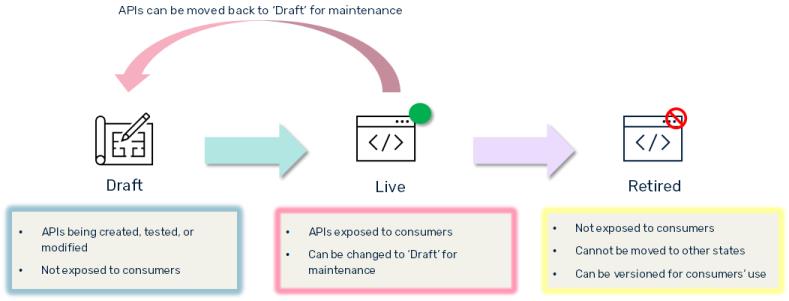 APIs can be moved back to 'Draft' for maintenance
</>
</>
Draft
Live
Retired
• APIs being created, tested, or
modified
• Not exposed to consumers
• APIs exposed to consumers
• Can be changed to 'Draft' for
maintenance
• Not exposed to consumers
• Cannot be moved to other states
• Can be versioned for consumers' use